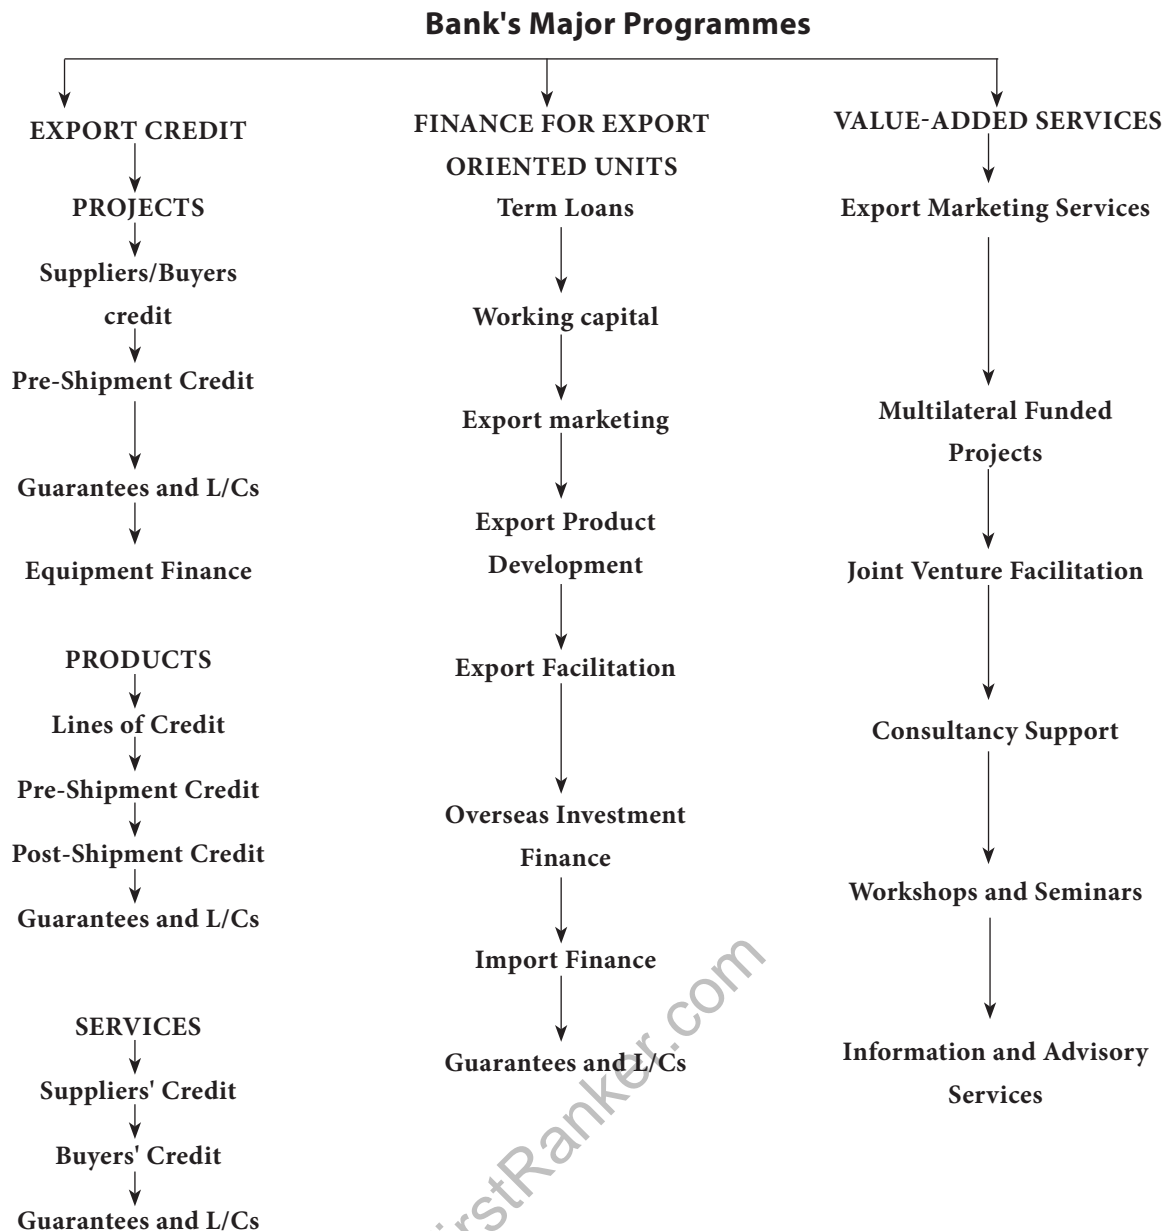 Bank's Major Programmes
EXPORT CREDIT
PROJECTS
Suppliers/Buyers
credit
Pre-Shipment Credit
Guarantees and L/Cs
Equipment Finance
PRODUCTS
Lines of Credit
Pre-Shipment Credit
Post-Shipment Credit
Guarantees and L/Cs
SERVICES
Suppliers' Credit
Buyers' Credit
Guarantees and L/Cs
FINANCE FOR EXPORT
ORIENTED UNITS
Term Loans
Working capital
Export marketing
Export Product
Development
Export Facilitation
Overseas Investment
Finance
Import Finance
Guarantees and L/Cs
VALUE-ADDED SERVICES
Export Marketing Services
Multilateral Funded
Projects
Joint Venture Facilitation
Consultancy Support
Workshops and Seminars
Information and Advisory
Services